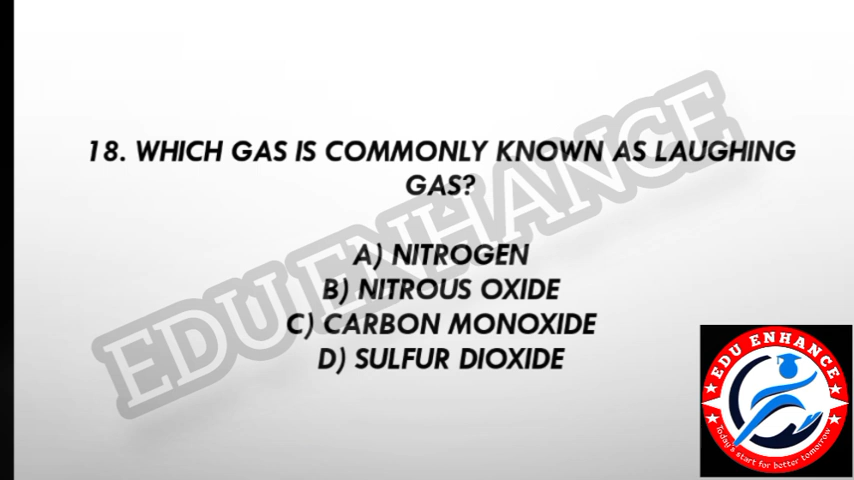 18. WHICH GAS IS COMMONLY KNOWN AS LAUGHING
GAS?
A) NITROGEN
B) NITROUS OXIDE
C) CARBON MONOXIDE
D) SULFUR DIOXIDE
EDU ENHANCE
EDU ENHANCE
Today's start for better tomorrow